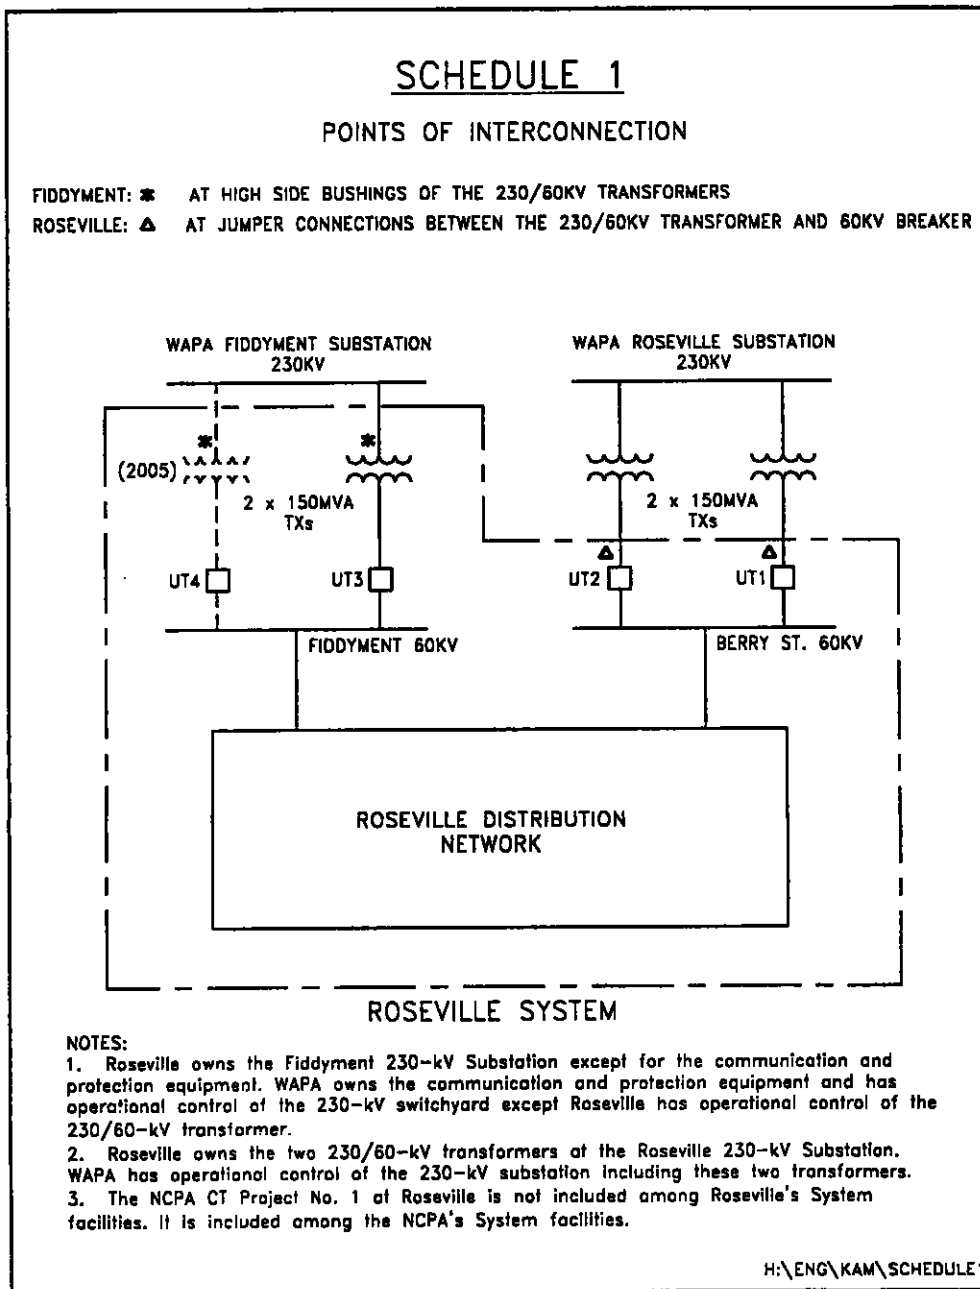 SCHEDULE 1
POINTS OF INTERCONNECTION
FIDDYMENT: * AT HIGH SIDE BUSHINGS OF THE 230/60KV TRANSFORMERS
ROSEVILLE: Δ AT JUMPER CONNECTIONS BETWEEN THE 230/60KV TRANSFORMER AND 60KV BREAKER
WAPA FIDDYMENT SUBSTATION
230KV
WAPA ROSEVILLE SUBSTATION
230KV
*
*
(2005)
2 x 150MVA
TXs
2 x 150MVA
TXs
Δ
Δ
UT4
UT3
UT2
UT1
FIDDYMENT 60KV
BERRY ST. 60KV
ROSEVILLE DISTRIBUTION
NETWORK
ROSEVILLE SYSTEM
NOTES:
1. Roseville owns the Fiddyment 230-kV Substation except for the communication and
protection equipment. WAPA owns the communication and protection equipment and has
operational control of the 230-kV switchyard except Roseville has operational control of the
230/60-kV transformer.
2. Roseville owns the two 230/60-kV transformers at the Roseville 230-kV Substation.
WAPA has operational control of the 230-kV substation including these two transformers.
3. The NCPA CT Project No. 1 at Roseville is not included among Roseville's System
facilities. It is included among the NCPA's System facilities.
H:\ENG\KAM\SCHEDULE1